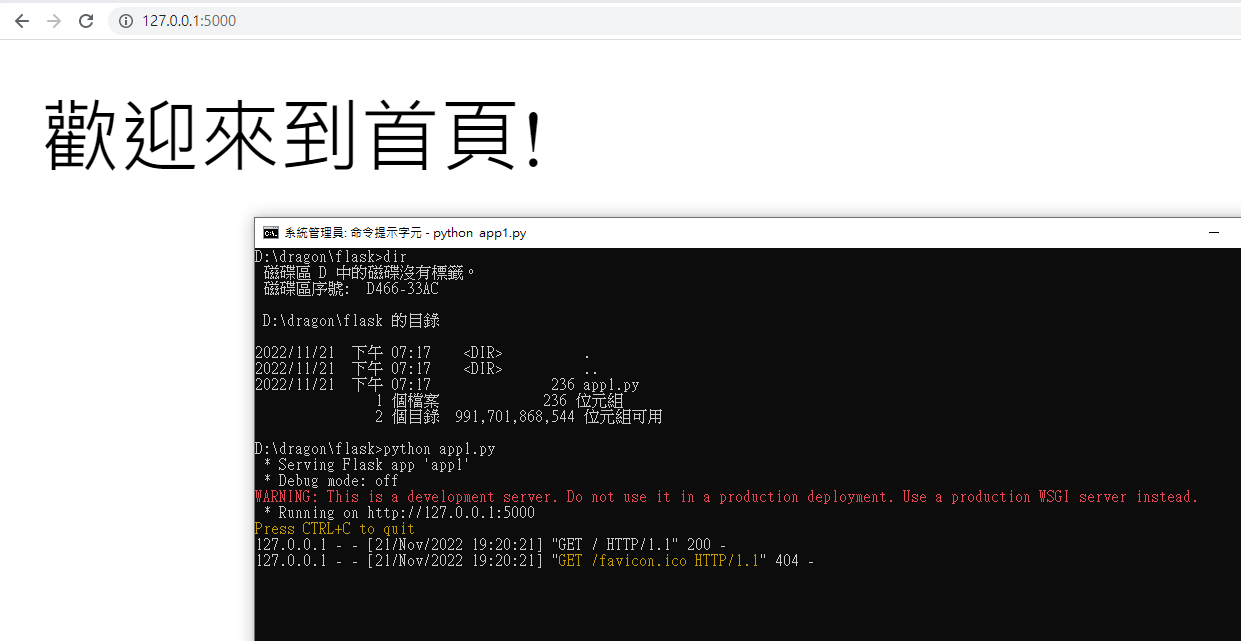 127.0.0.1:5000
歡迎來到首頁!
系統管理員: 命令提示字元 - python app1.py
D:\dragon\flask>dir
磁碟區 D 中的磁碟沒有標籤。
磁碟區序號: D466-33AC
D:\dragon\flask 的目錄
2022/11/21 下午 07:17 <DIR> .
2022/11/21 下午 07:17 <DIR> ..
2022/11/21 下午 07:17 236 app1.py
1 個檔案 236 位元組
2 個目錄 991,701,868,544 位元組可用
D:\dragon\flask>python app1.py
* Serving Flask app 'app1'
* Debug mode: off
WARNING: This is a development server. Do not use it in a production deployment. Use a production WSGI server instead.
* Running on http://127.0.0.1:5000
Press CTRL+C to quit
127.0.0.1 - - [21/Nov/2022 19:20:21] "GET / HTTP/1.1" 200 -
127.0.0.1 - - [21/Nov/2022 19:20:21] "GET /favicon.ico HTTP/1.1" 404 -